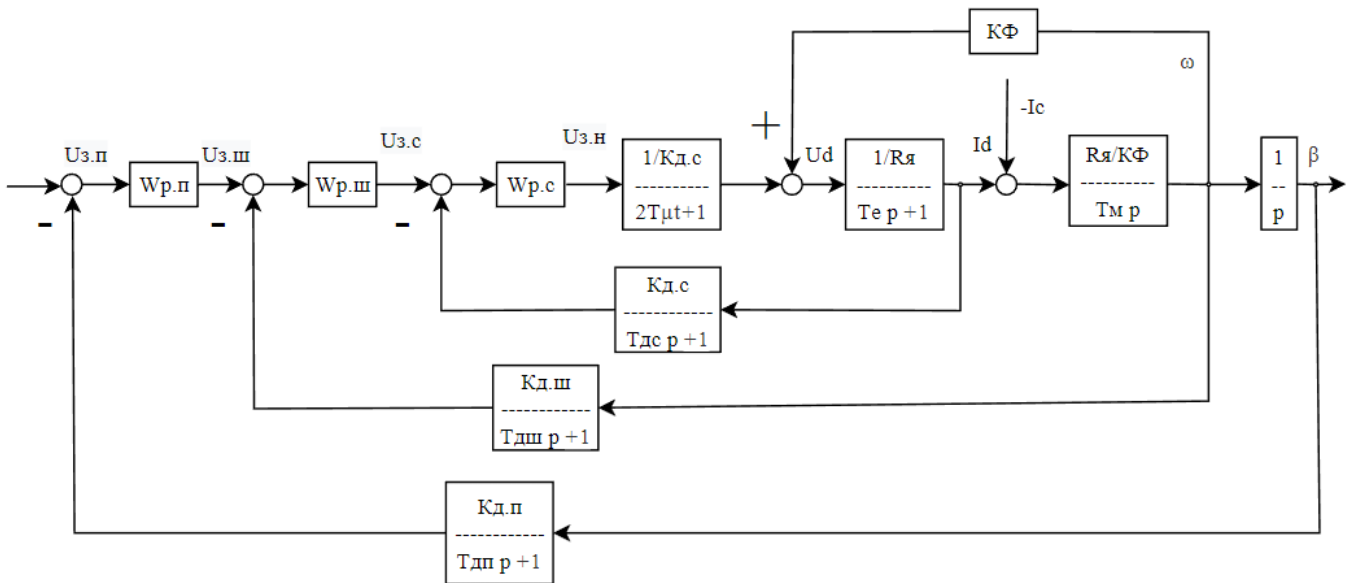 КФ
ω
-Ic
+
Uз.п
Uз.ш
Uз.с
Uз.н
Ud
Id
β
Wр.п
Wр.ш
Wр.с
1/Кд.с
------------
2Тμt+1
1/Rя
------------
Те р +1
Rя/КФ
------------
Тм р
1
--
р
-
-
-
Кд.с
------------
Тдс р +1
Кд.ш
------------
Тдш р +1
Кд.п
------------
Тдп р +1